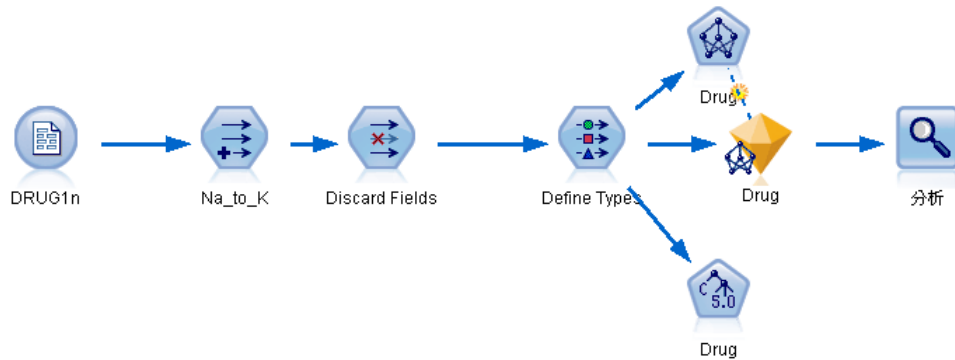 Drug
DRUG1n
Na_to_K
Discard Fields
Define Types
Drug
分析
C 5.0
Drug